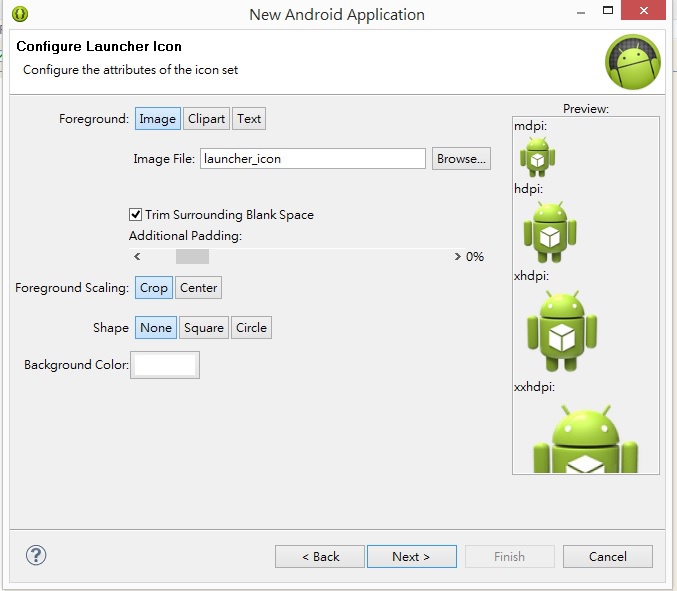 New Android Application
Configure Launcher Icon
Configure the attributes of the icon set
Foreground: Image Clipart Text
Image File: launcher_icon Browse...
Trim Surrounding Blank Space
Additional Padding:
0%
Foreground Scaling: Crop Center
Shape None Square Circle
Background Color:
Preview:
mdpi:
hdpi:
xhdpi:
xxhdpi:
< Back Next > Finish Cancel